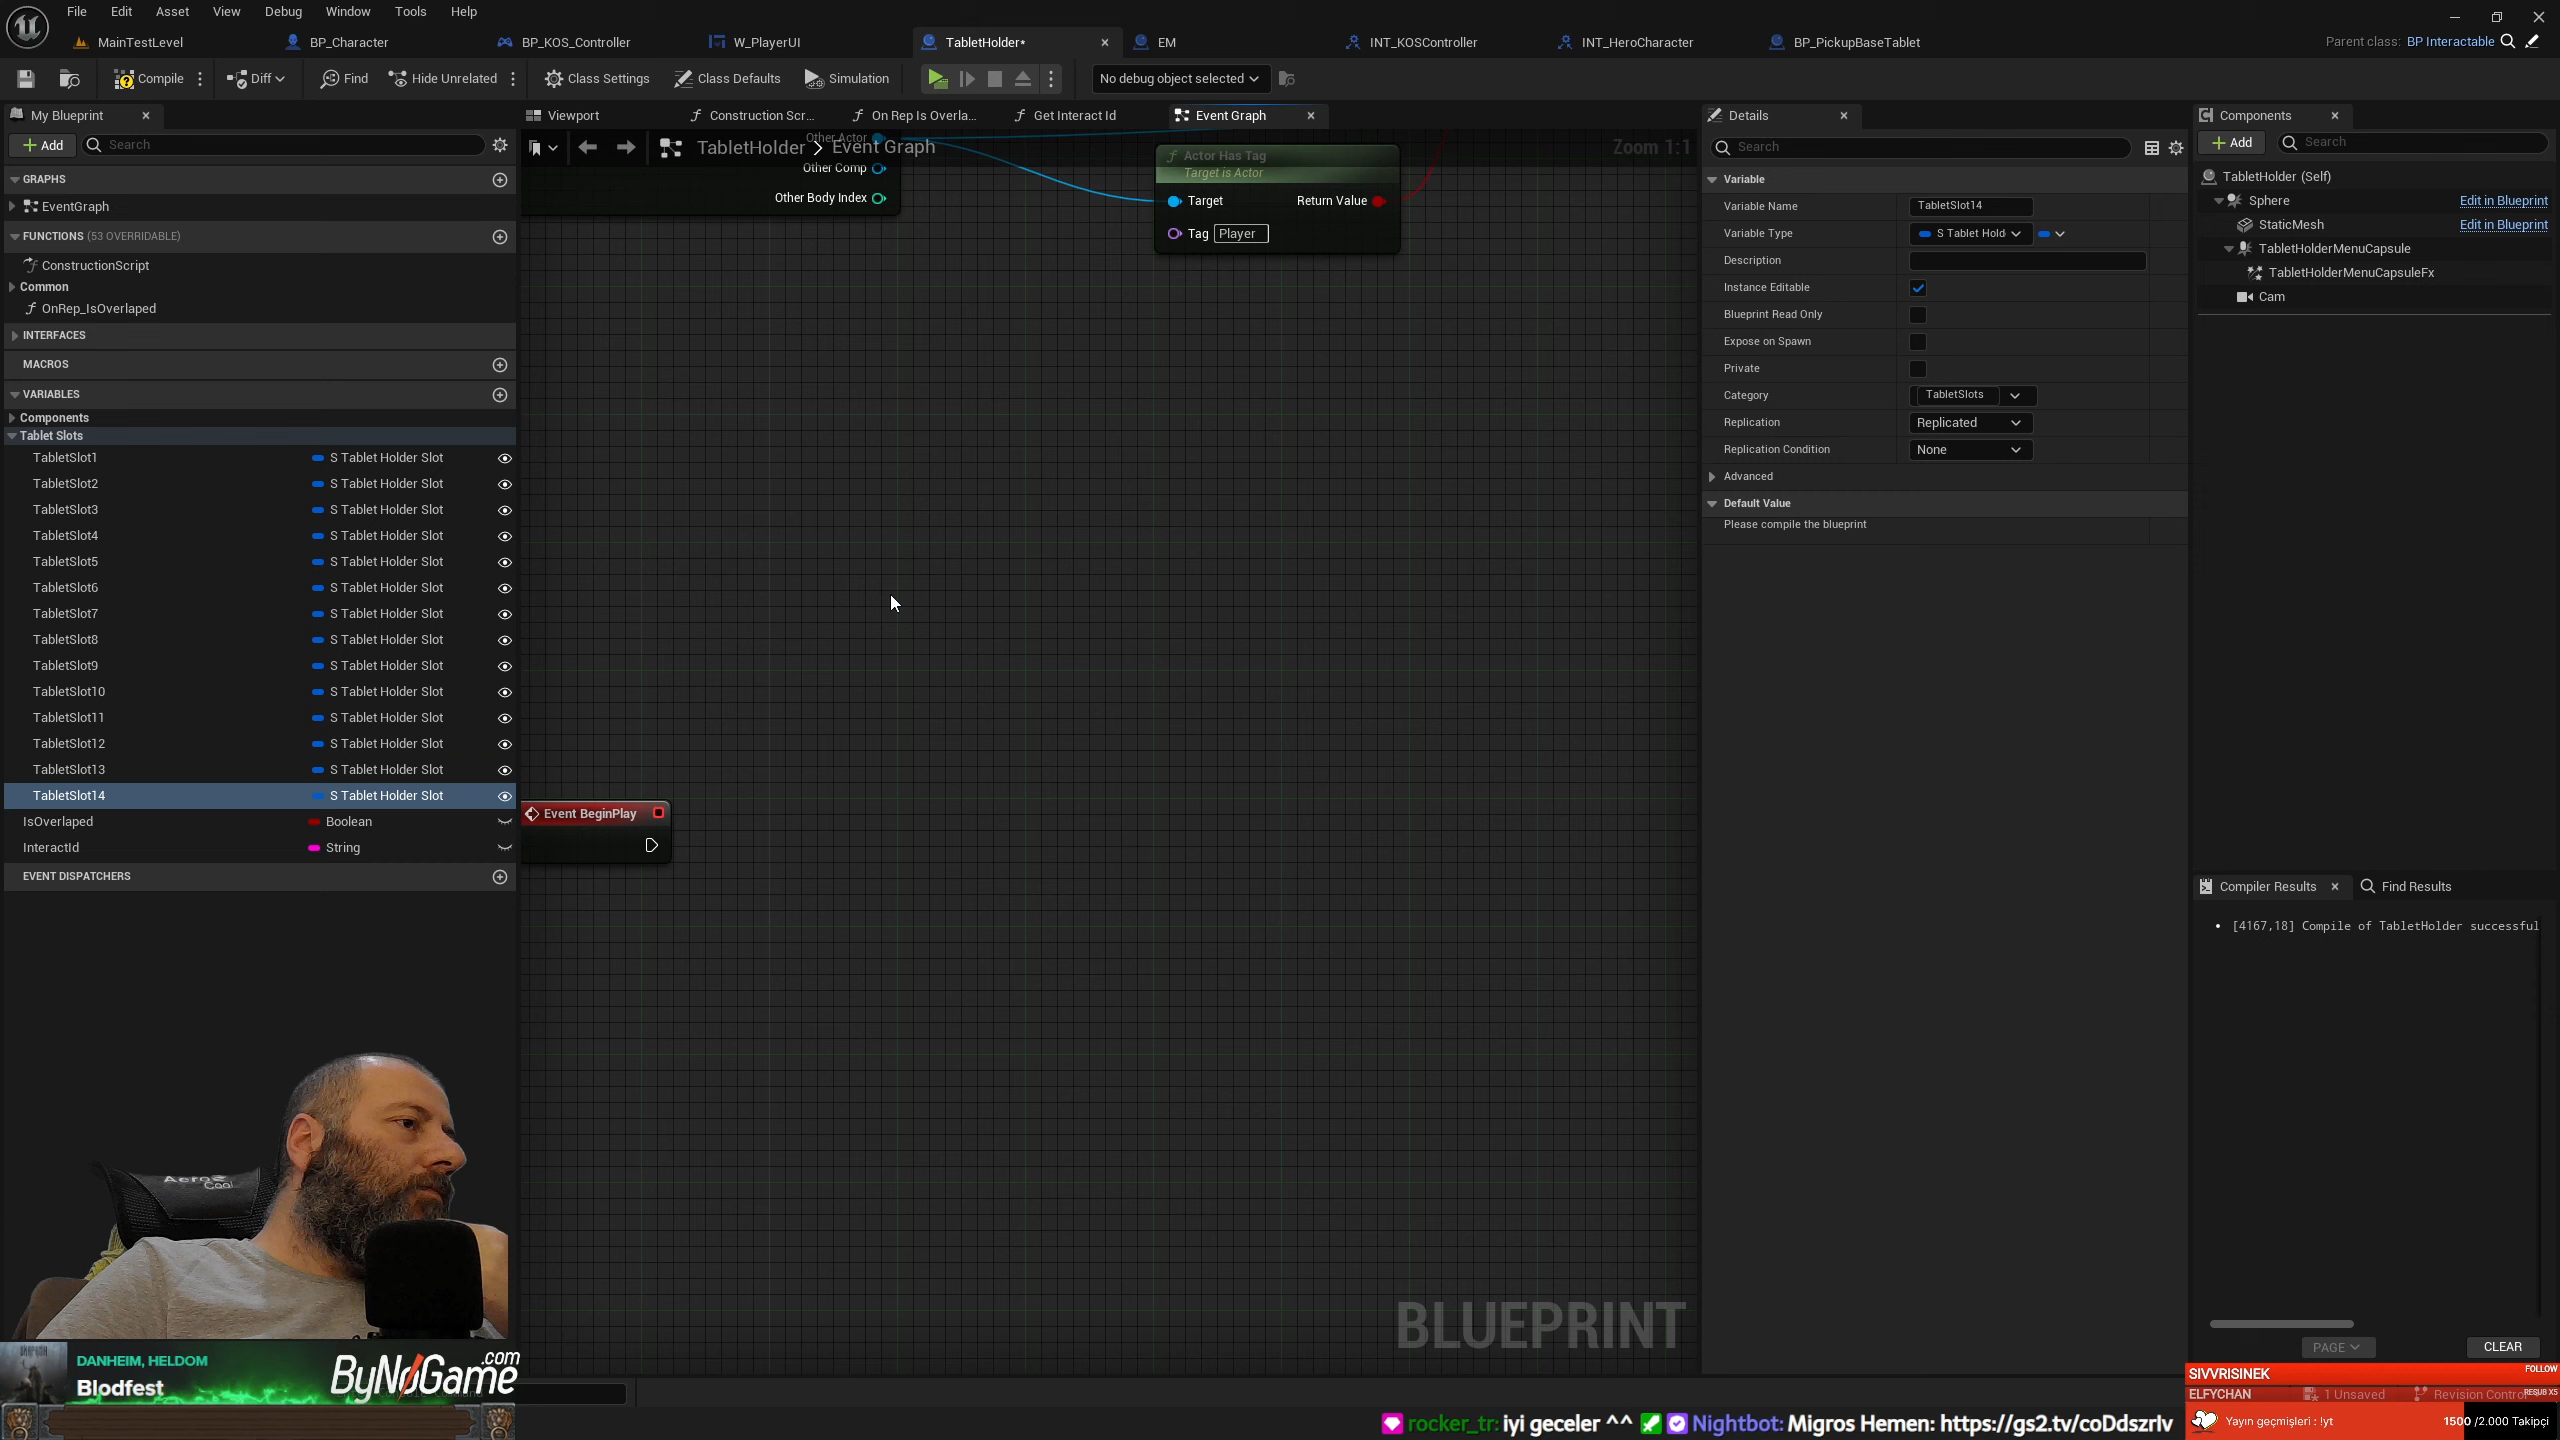 File Edit Asset View Debug Window Tools Help
MainTestLevel BP_Character BP_KOS_Controller W_PlayerUI TabletHolder* EM INT_KOSController INT_HeroCharacter BP_PickupBaseTablet
Parent class: BP Interactable
Compile Diff Find Hide Unrelated Class Settings Class Defaults Simulation No debug object selected
My Blueprint
Viewport Construction Scr... On Rep Is Overla... Get Interact Id Event Graph
Details
Components
Add Search
TabletHolder > Event Graph
Zoom 1:1
Search
Add Search
GRAPHS
EventGraph
FUNCTIONS (53 OVERRIDABLE)
ConstructionScript
Common
OnRep_IsOverlaped
INTERFACES
MACROS
VARIABLES
Components
Tablet Slots
TabletSlot1 S Tablet Holder Slot
TabletSlot2 S Tablet Holder Slot
TabletSlot3 S Tablet Holder Slot
TabletSlot4 S Tablet Holder Slot
TabletSlot5 S Tablet Holder Slot
TabletSlot6 S Tablet Holder Slot
TabletSlot7 S Tablet Holder Slot
TabletSlot8 S Tablet Holder Slot
TabletSlot9 S Tablet Holder Slot
TabletSlot10 S Tablet Holder Slot
TabletSlot11 S Tablet Holder Slot
TabletSlot12 S Tablet Holder Slot
TabletSlot13 S Tablet Holder Slot
TabletSlot14 S Tablet Holder Slot
IsOverlaped Boolean
InteractId String
EVENT DISPATCHERS
Other Actor
Other Comp
Other Body Index
Actor Has Tag
Target is Actor
Target Return Value
Tag Player
Event BeginPlay
BLUEPRINT
Variable
Variable Name TabletSlot14
Variable Type S Tablet Hold
Description
Instance Editable
Blueprint Read Only
Expose on Spawn
Private
Category TabletSlots
Replication Replicated
Replication Condition None
Advanced
Default Value
Please compile the blueprint
TabletHolder (Self)
Sphere Edit in Blueprint
StaticMesh Edit in Blueprint
TabletHolderMenuCapsule
TabletHolderMenuCapsuleFx
Cam
Compiler Results Find Results
[4167,18] Compile of TabletHolder successful
PAGE CLEAR
Aero
Cool
DANHEIM, HELDOM
Blodfest
ByNoGame.com
SIVVRISINEK FOLLOW
ELFYCHAN 1 Unsaved Revision Contro RESUB X5
rocker_tr: iyi geceler ^^ Nightbot: Migros Hemen: https://gs2.tv/coDdszrIv
Yayın geçmişleri : !yt 1500 /2.000 Takipçi